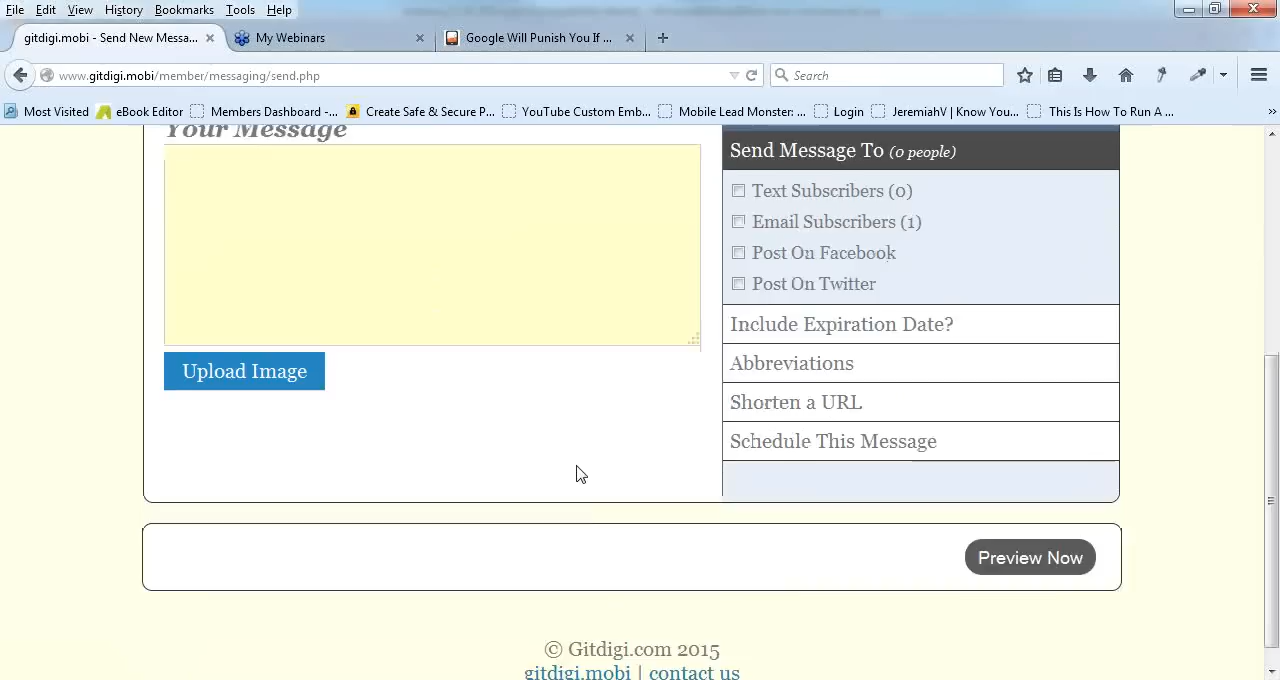 File Edit View History Bookmarks Tools Help
gitdigi.mobi - Send New Messa... My Webinars Google Will Punish You If ...
www.gitdigi.mobi/member/messaging/send.php Search
Most Visited eBook Editor Members Dashboard -... Create Safe & Secure P... YouTube Custom Emb... Mobile Lead Monster: ... Login JeremiahV | Know You... This Is How To Run A ... »
Your Message
Send Message To (0 people)
Text Subscribers (0)
Email Subscribers (1)
Post On Facebook
Post On Twitter
Include Expiration Date?
Upload Image
Abbreviations
Shorten a URL
Schedule This Message
Preview Now
© Gitdigi.com 2015
gitdigi.mobi | contact us